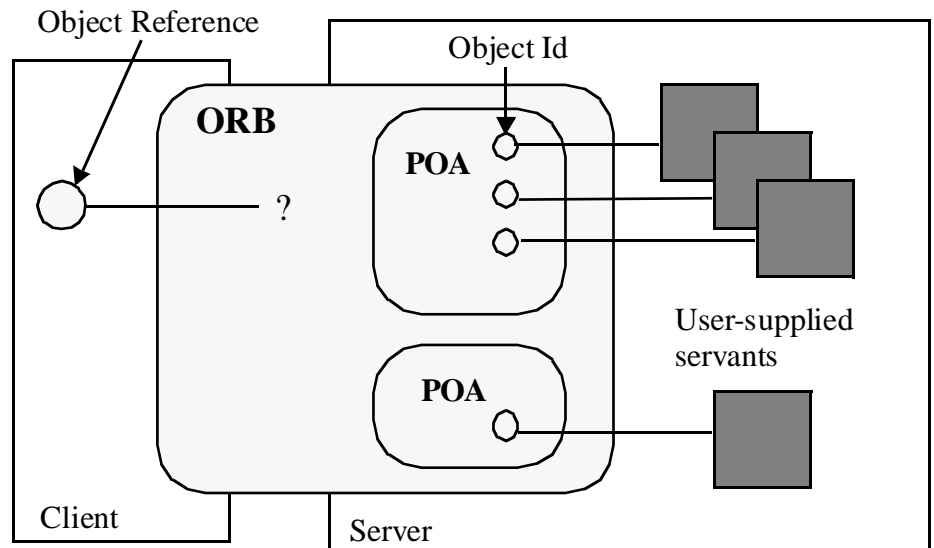 Object Reference
Object Id
ORB
POA
?
User-supplied
servants
POA
Client
Server